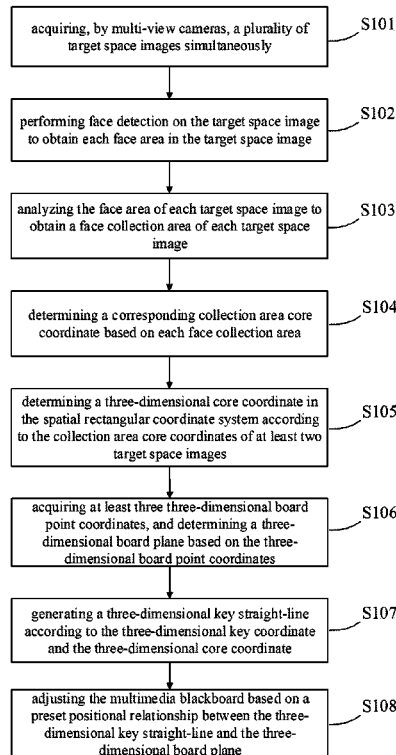 acquiring, by multi-view cameras, a plurality of
target space images simultaneously
S101
performing face detection on the target space image
to obtain each face area in the target space image
S102
analyzing the face area of each target space image to
obtain a face collection area of each target space
image
S103
determining a corresponding collection area core
coordinate based on each face collection area
S104
determining a three-dimensional core coordinate in
the spatial rectangular coordinate system according
to the collection area core coordinates of at least two
target space images
S105
acquiring at least three three-dimensional board
point coordinates, and determining a three-
dimensional board plane based on the three-
dimensional board point coordinates
S106
generating a three-dimensional key straight-line
according to the three-dimensional key coordinate
and the three-dimensional core coordinate
S107
adjusting the multimedia blackboard based on a
preset positional relationship between the three-
dimensional key straight-line and the three-
dimensional board plane
S108